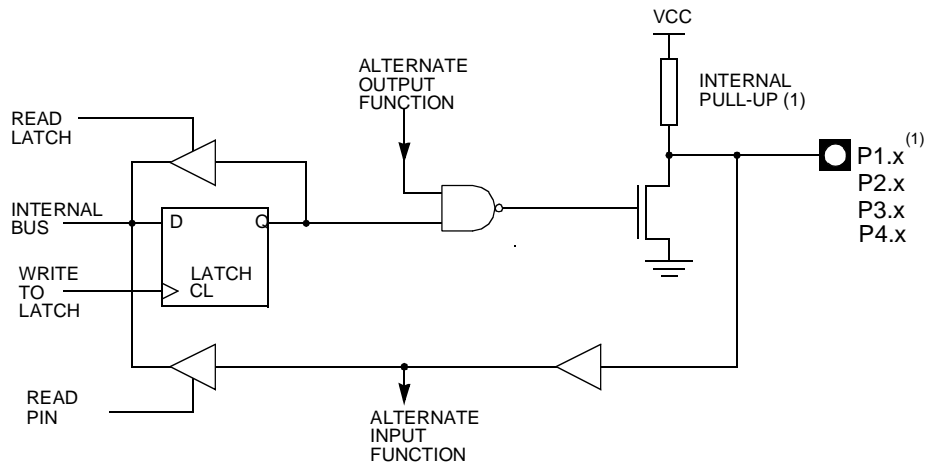 VCC
ALTERNATE
OUTPUT
FUNCTION
INTERNAL
PULL-UP (1)
READ
LATCH
P1.x(1)
P2.x
P3.x
P4.x
INTERNAL
BUS
D Q
LATCH
CL
WRITE
TO
LATCH
READ
PIN
ALTERNATE
INPUT
FUNCTION